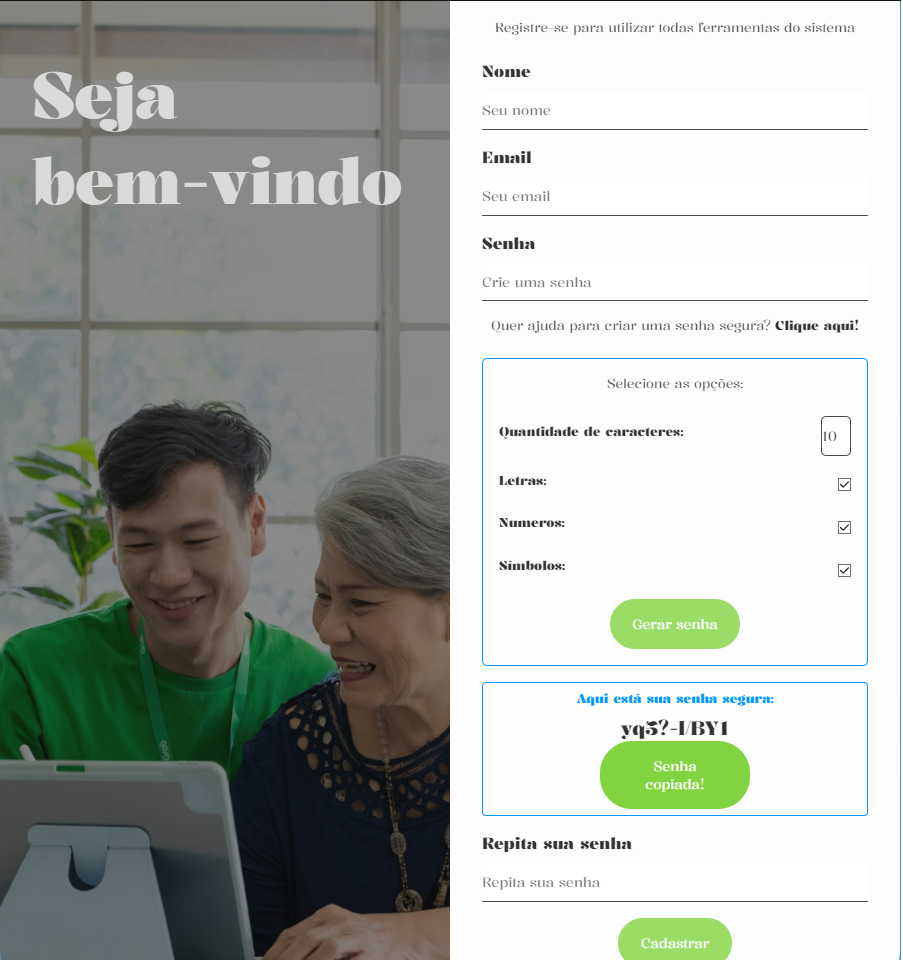 Seja
bem-vindo
Registre-se para utilizar todas ferramentas do sistema
Nome
Seu nome
Email
Seu email
Senha
Crie uma senha
Quer ajuda para criar uma senha segura? Clique aqui!
Selecione as opções:
Quantidade de caracteres:
10
Letras:
Numeros:
Símbolos:
Gerar senha
Aqui está sua senha segura:
yq5?-I/BY1
Senha
copiada!
Repita sua senha
Repita sua senha
Cadastrar